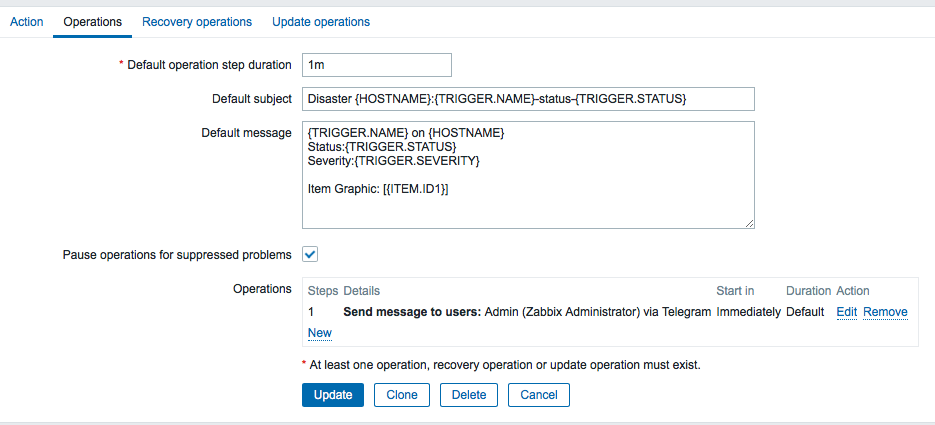 Action Operations Recovery operations Update operations
* Default operation step duration 1m
Default subject Disaster {HOSTNAME}:{TRIGGER.NAME}-status-{TRIGGER.STATUS}
Default message {TRIGGER.NAME} on {HOSTNAME}
Status:{TRIGGER.STATUS}
Severity:{TRIGGER.SEVERITY}
Item Graphic: [{ITEM.ID1}]
Pause operations for suppressed problems
Operations Steps Details Start in Duration Action
1 Send message to users: Admin (Zabbix Administrator) via Telegram Immediately Default Edit Remove
New
* At least one operation, recovery operation or update operation must exist.
Update Clone Delete Cancel